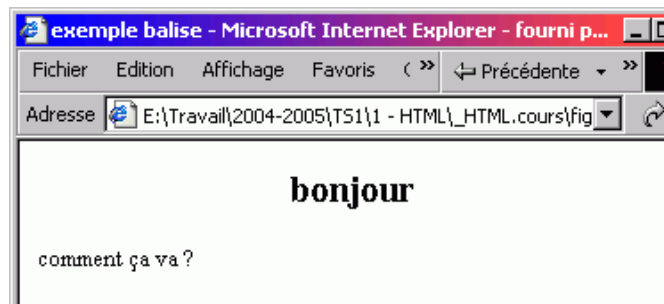 exemple balise - Microsoft Internet Explorer - fourni p...
Fichier Edition Affichage Favoris ( » Précédente »
Adresse E:\Travail\2004-2005\TS1\1 - HTML\_HTML.cours\fig
bonjour
comment ça va ?